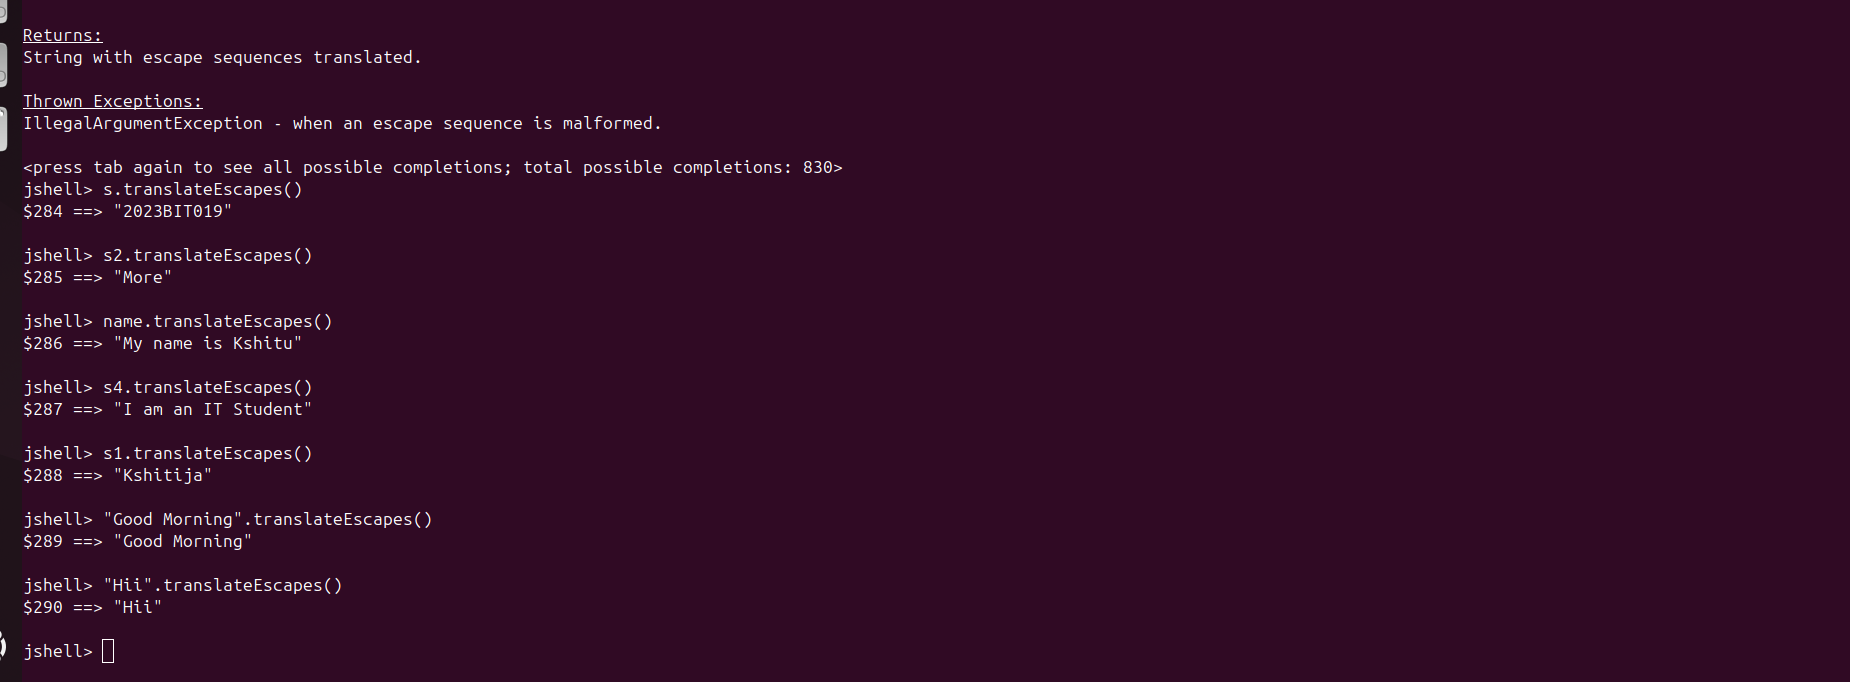 Returns:
String with escape sequences translated.
Thrown Exceptions:
IllegalArgumentException - when an escape sequence is malformed.
<press tab again to see all possible completions; total possible completions: 830>
jshell> s.translateEscapes()
$284 ==> "2023BIT019"
jshell> s2.translateEscapes()
$285 ==> "More"
jshell> name.translateEscapes()
$286 ==> "My name is Kshitu"
jshell> s4.translateEscapes()
$287 ==> "I am an IT Student"
jshell> s1.translateEscapes()
$288 ==> "Kshitija"
jshell> "Good Morning".translateEscapes()
$289 ==> "Good Morning"
jshell> "Hii".translateEscapes()
$290 ==> "Hii"
jshell>